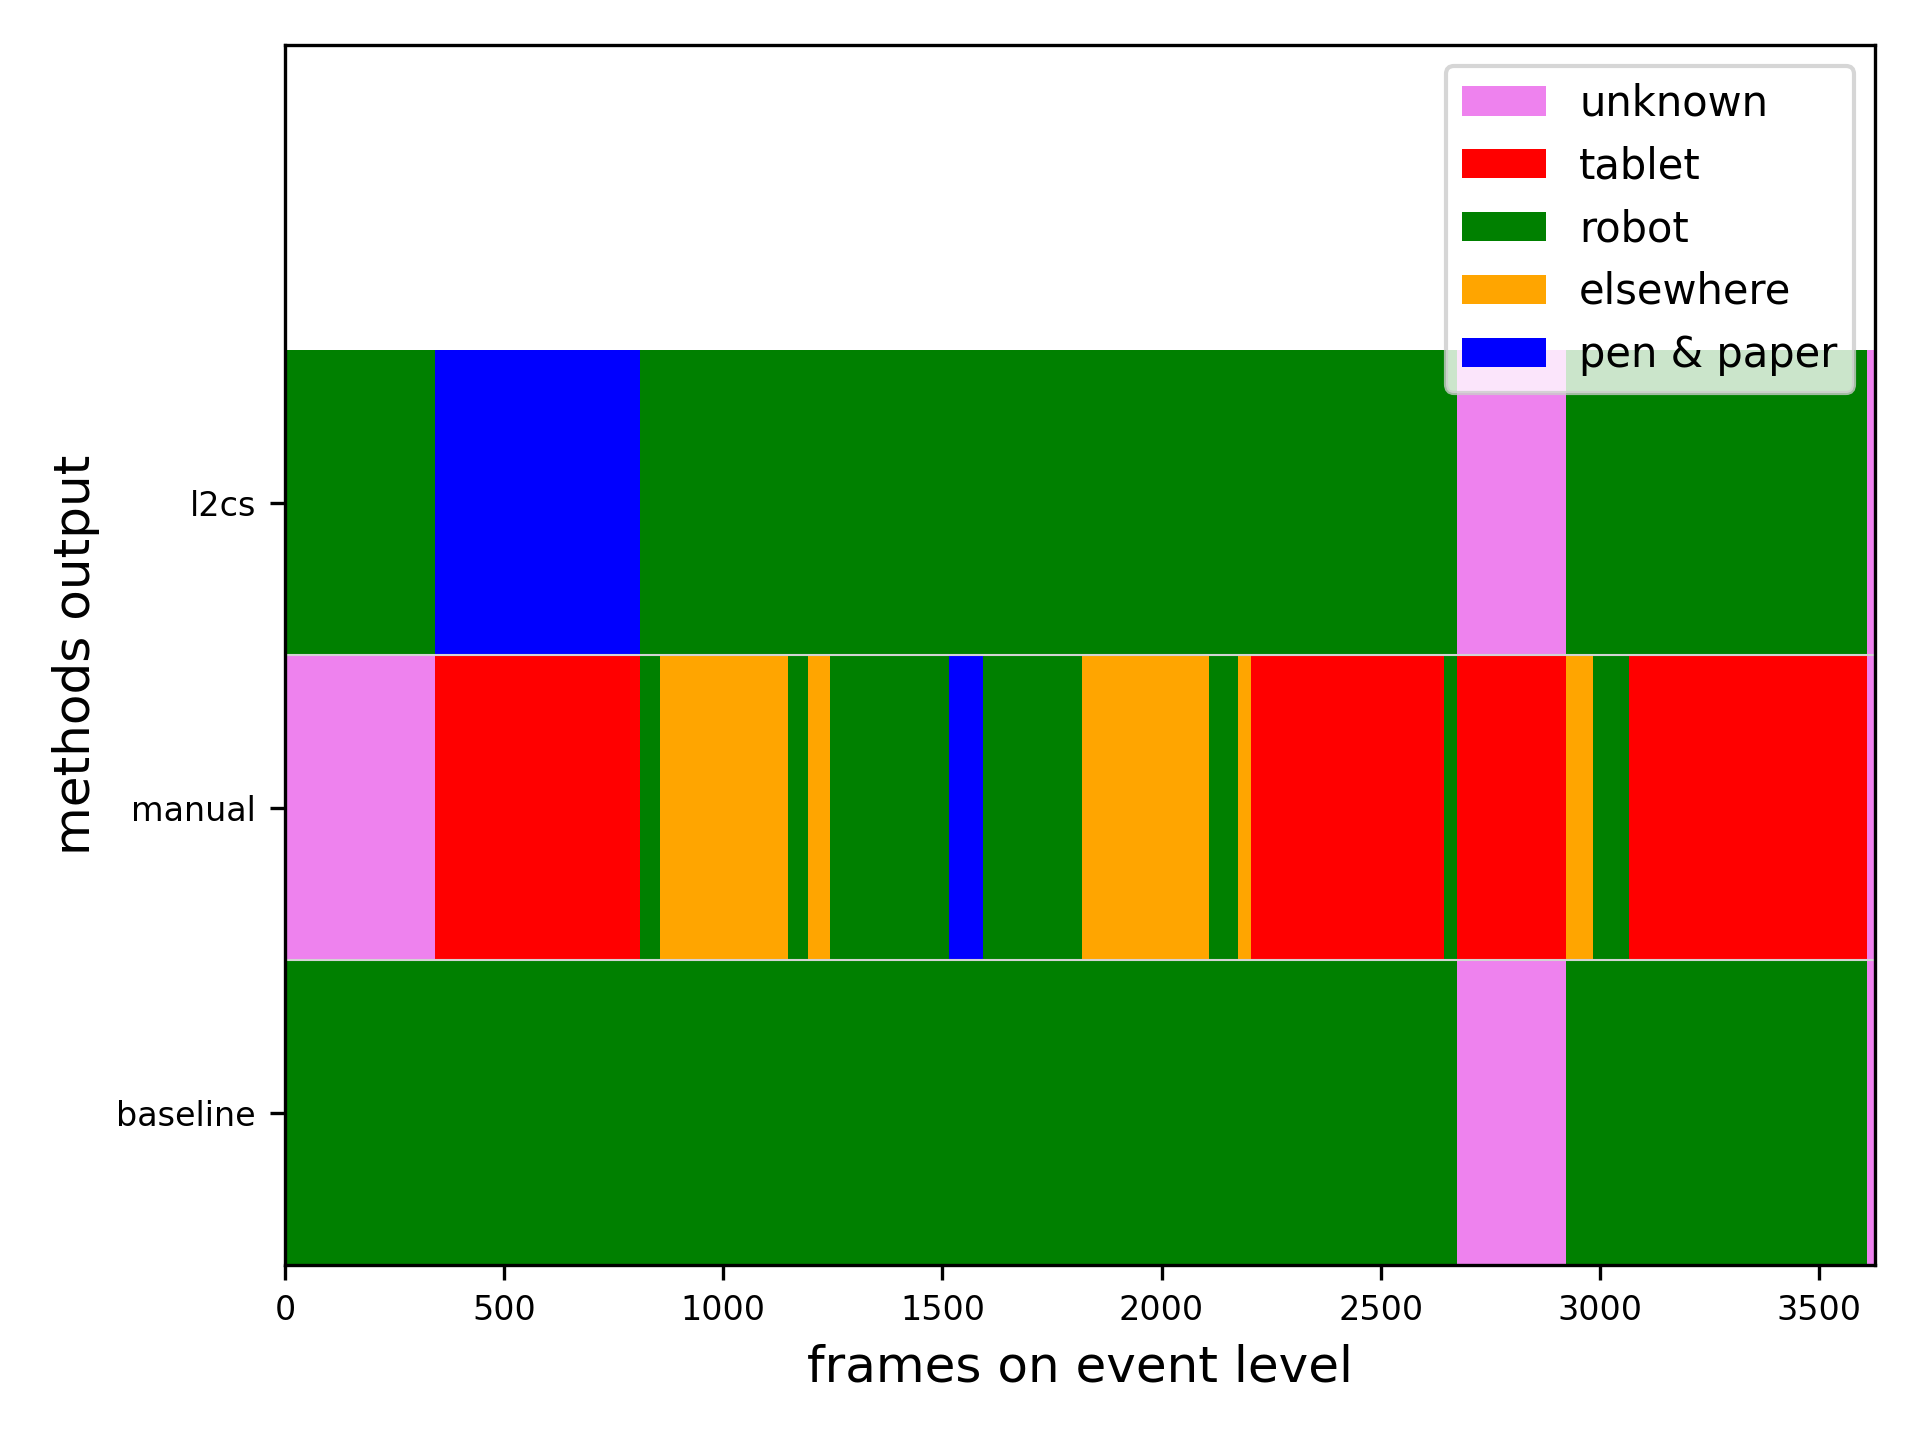 unknown
tablet
robot
elsewhere
pen & paper
methods output
l2cs
manual
baseline
0 500 1000 1500 2000 2500 3000 3500
frames on event level